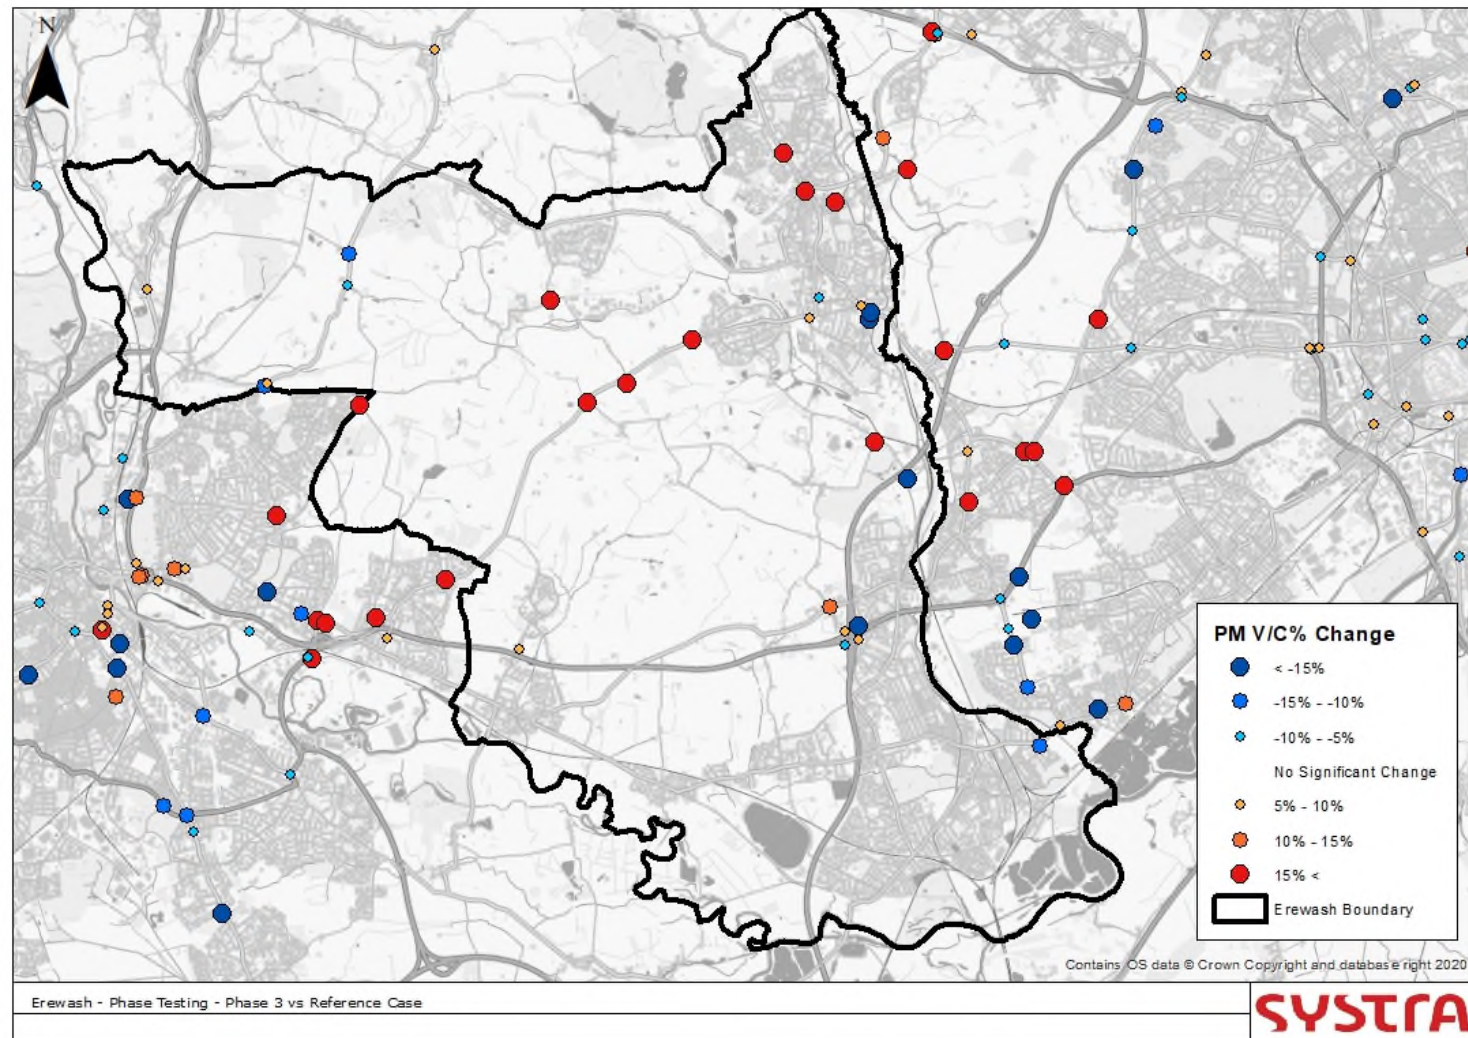 N
PM V/C% Change
< -15%
-15% - -10%
-10% - -5%
No Significant Change
5% - 10%
10% - 15%
15% <
Erewash Boundary
Contains OS data © Crown Copyright and database right 2020
Erewash - Phase Testing - Phase 3 vs Reference Case
SYSTRA